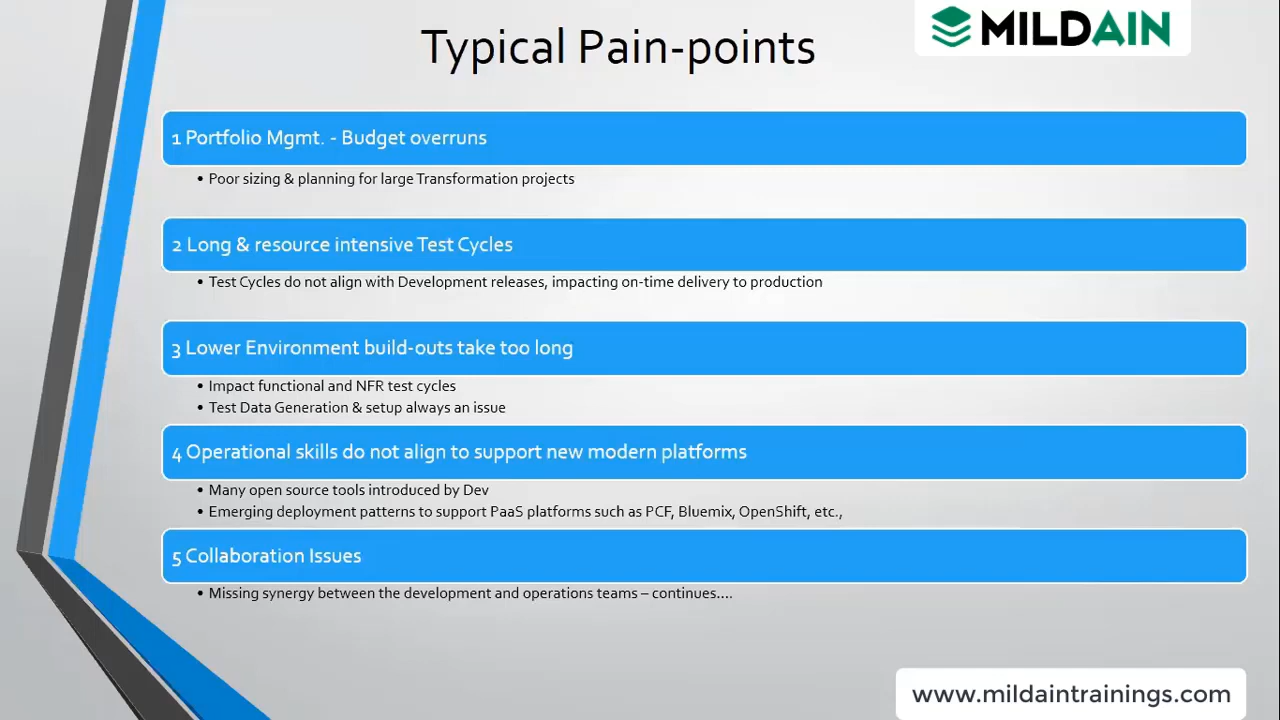 Typical Pain-points
MILDAIN
1 Portfolio Mgmt. - Budget overruns
• Poor sizing & planning for large Transformation projects
2 Long & resource intensive Test Cycles
• Test Cycles do not align with Development releases, impacting on-time delivery to production
3 Lower Environment build-outs take too long
• Impact functional and NFR test cycles
• Test Data Generation & setup always an issue
4 Operational skills do not align to support new modern platforms
• Many open source tools introduced by Dev
• Emerging deployment patterns to support PaaS platforms such as PCF, Bluemix, OpenShift, etc.,
5 Collaboration Issues
• Missing synergy between the development and operations teams – continues....
www.mildaintrainings.com